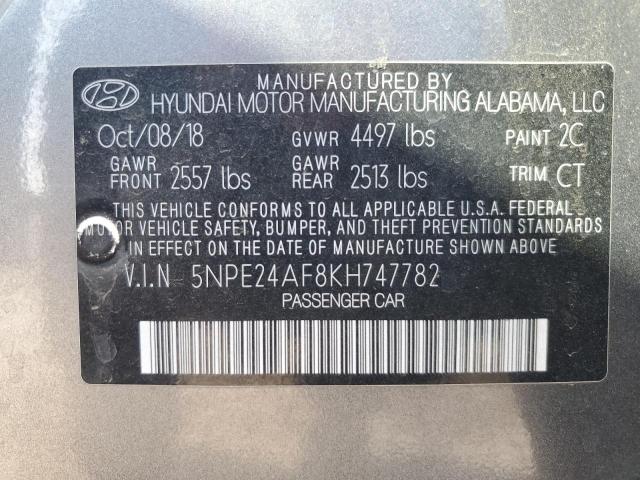 MANUFACTURED BY
HYUNDAI MOTOR MANUFACTURING ALABAMA, LLC
Oct/08/18 GVWR 4497 lbs PAINT 2C
GAWR FRONT 2557 lbs GAWR REAR 2513 lbs TRIM CT
THIS VEHICLE CONFORMS TO ALL APPLICABLE U.S.A. FEDERAL
MOTOR VEHICLE SAFETY, BUMPER, AND THEFT PREVENTION STANDARDS
IN EFFECT ON THE DATE OF MANUFACTURE SHOWN ABOVE
V.I.N 5NPE24AF8KH747782
PASSENGER CAR